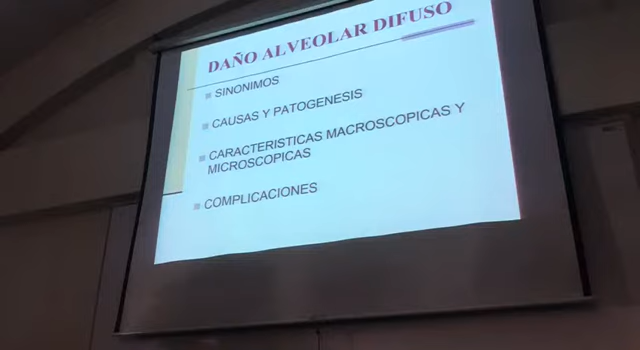 DAÑO ALVEOLAR DIFUSO
SINONIMOS
CAUSAS Y PATOGENESIS
CARACTERISTICAS MACROSCOPICAS Y
MICROSCOPICAS
COMPLICACIONES